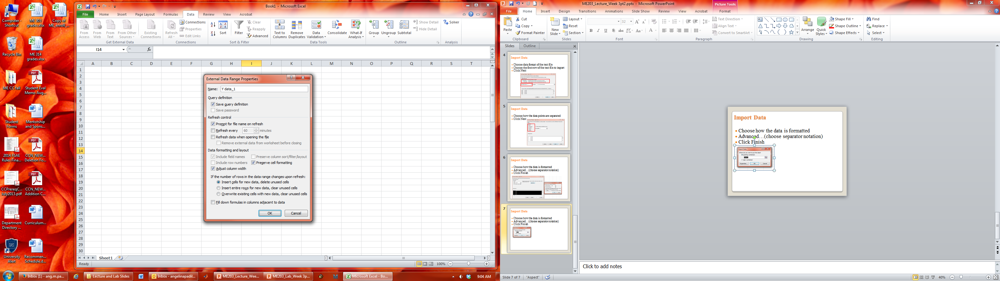 Computer - Shortcut
ME 303 grades.xlsx
Copy of ME_enroll_...
Recycle Bin
ME 314 grades.xlsx
ME CC fall
Student Eval Memo Aug...
Student Forms
Mentorship and Spons...
2014 FSAE Rules Fina...
CCN_NEW... Deletion Fo...
CCPrereqC... July2013.pdf
CCN_NEW... Addition C...
Department Directory ...
Curriculum...
University Alert
Recommen... Schedule.d...
Book1 - Microsoft Excel
File Home Insert Page Layout Formulas Data Review View Acrobat
From Access
From Web
From Text
From Other Sources
Existing Connections
Get External Data
Refresh All
Connections
Properties
Edit Links
Connections
Sort
Filter
Clear
Reapply
Advanced
Sort & Filter
Text to Columns
Remove Duplicates
Data Validation
Consolidate
What-If Analysis
Data Tools
Group
Ungroup
Subtotal
Show Detail
Hide Detail
Outline
Solver
Analysis
I14
fx
A B C D E F G H I J K L M N O P Q R S T
1
2
3
4
5
6
7
8
9
10
11
12
13
14
15
16
17
18
19
20
21
22
23
24
25
26
27
28
29
30
External Data Range Properties
Name: Y data_1
Query definition
Save query definition
Save password
Refresh control
Prompt for file name on refresh
Refresh every 60 minutes
Refresh data when opening the file
Remove external data from worksheet before closing
Data formatting and layout
Include field names Preserve column sort/filter/layout
Include row numbers Preserve cell formatting
Adjust column width
If the number of rows in the data range changes upon refresh:
Insert cells for new data, delete unused cells
Insert entire rows for new data, clear unused cells
Overwrite existing cells with new data, clear unused cells
Fill down formulas in columns adjacent to data
OK Cancel
Sheet1
Ready
100%
Inbox (1) - ang.m.pa...
Lecture and Lab Slides
Inbox - angelinapadil...
ME203_Lecture_Wee...
ME203_Lab_Week 3p...
Microsoft Excel - Bo...
9:04 AM
ME203_Lecture_Week 3pt2.pptx - Microsoft PowerPoint
Picture Tools
File Home Insert Design Transitions Animations Slide Show Review View Acrobat Format
Paste
Cut
Copy
Format Painter
Clipboard
New Slide
Layout
Reset
Section
Slides
32
B I U S abc AV Aa A
Font
Text Direction
Align Text
Convert to SmartArt
Paragraph
Arrange
Quick Styles
Shape Fill
Shape Outline
Shape Effects
Drawing
Find
Replace
Select
Editing
Slides Outline
4
Import Data
Choose data format of the text file
Choose the first row of the text file to import
Click Next
5
Import Data
Choose how the data points are separated
Click Next
6
Import Data
Choose how the data is formatted
Advanced…(choose separator notation)
Click Finish
7
Import Data
Choose how the data is formatted
Advanced…(choose separator notation)
Click Finish
Import Data
• Choose how the data is formatted
• Advanced…(choose separator notation)
• Click Finish
Import Data
Where do you want to put the data?
Existing worksheet:
New worksheet
Properties... OK Cancel
Click to add notes
Slide 7 of 7 "Aspect"
40%